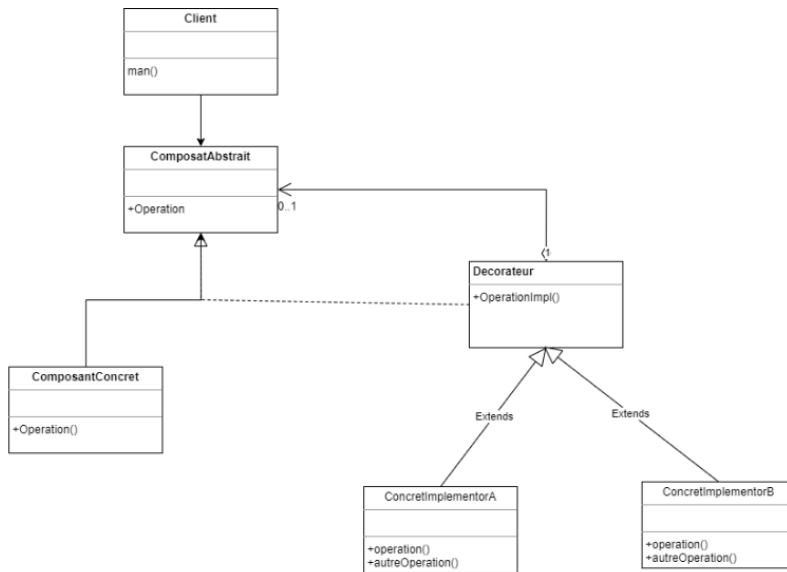 Client
man()
ComposatAbstrait
+Operation
0..1
1
Decorateur
+OperationImpl()
ComposantConcret
+Operation()
Extends
Extends
ConcretImplementorA
+operation()
+autreOperation()
ConcretImplementorB
+operation()
+autreOperation()